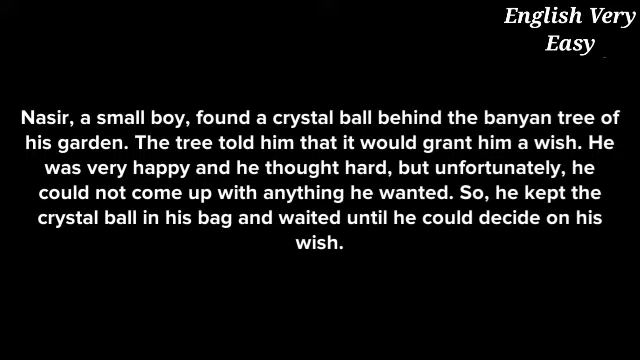 English Very
Easy
Nasir, a small boy, found a crystal ball behind the banyan tree of
his garden. The tree told him that it would grant him a wish. He
was very happy and he thought hard, but unfortunately, he
could not come up with anything he wanted. So, he kept the
crystal ball in his bag and waited until he could decide on his
wish.